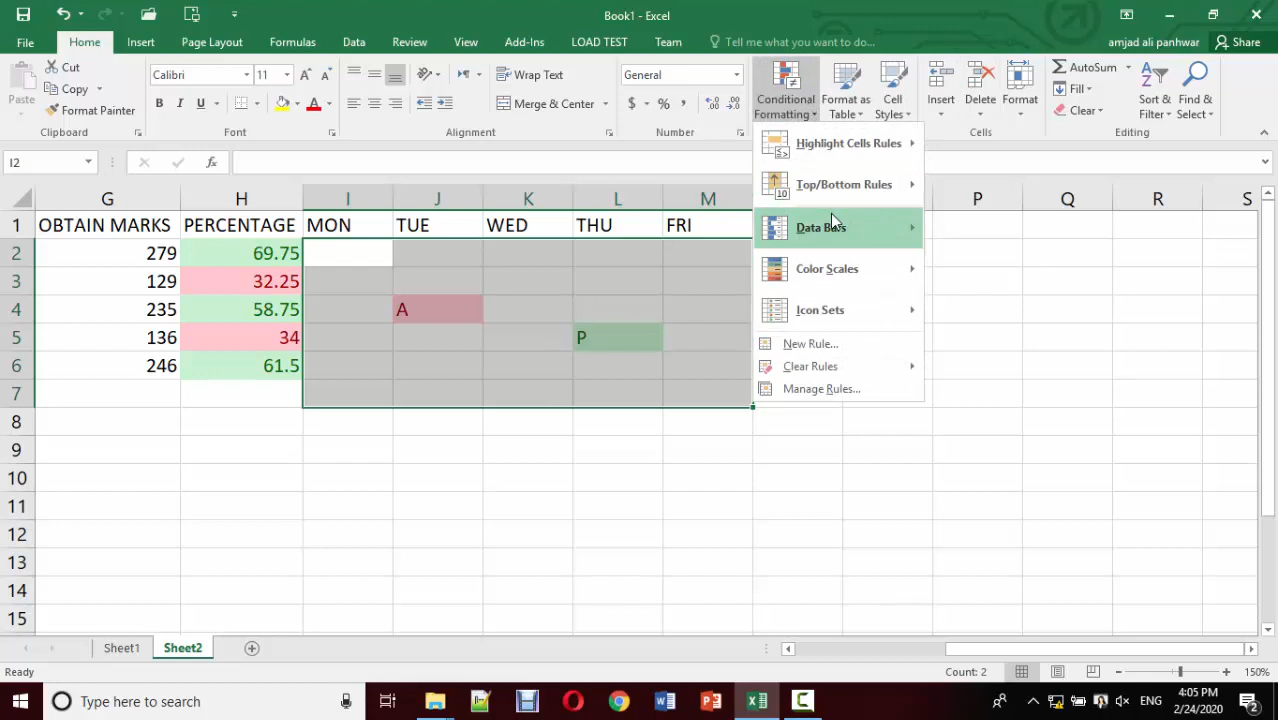 Book1 - Excel
File Home Insert Page Layout Formulas Data Review View Add-Ins LOAD TEST Team Tell me what you want to do... amjad ali panhwar Share
Paste
Cut
Copy
Format Painter
Clipboard
Calibri 11
B I U
Font
Wrap Text
Merge & Center
Alignment
General
$ % ,
Number
Conditional Formatting
Format as Table
Cell Styles
Insert
Delete
Format
Cells
AutoSum
Fill
Clear
Sort & Filter
Find & Select
Editing
Highlight Cells Rules
Top/Bottom Rules
Data Bars
Color Scales
Icon Sets
New Rule...
Clear Rules
Manage Rules...
I2 fx
G H I J K L M P Q R S
1 OBTAIN MARKS PERCENTAGE MON TUE WED THU FRI
2 279 69.75
3 129 32.25
4 235 58.75 A
5 136 34 P
6 246 61.5
7
8
9
10
11
12
13
14
15
Sheet1 Sheet2
Ready Count: 2 150%
Type here to search
ENG
4:05 PM
2/24/2020
2